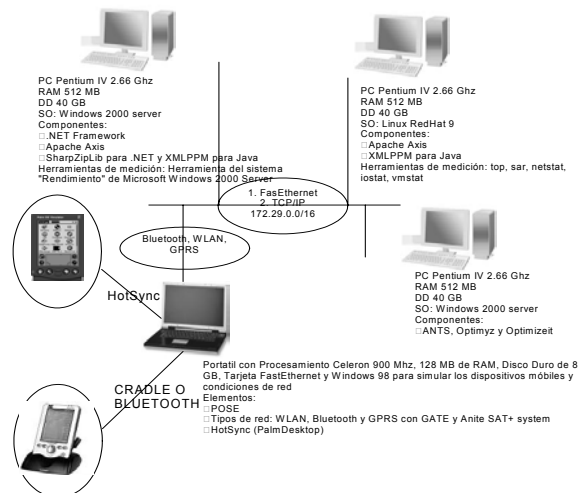 PC Pentium IV 2.66 Ghz
RAM 512 MB
DD 40 GB
SO: Windows 2000 server
Componentes:
□.NET Framework
□Apache Axis
□SharpZipLib para .NET y XMLPPM para Java
Herramientas de medición: Herramienta del sistema
"Rendimiento" de Microsoft Windows 2000 Server
PC Pentium IV 2.66 Ghz
RAM 512 MB
DD 40 GB
SO: Linux RedHat 9
Componentes:
□Apache Axis
□XMLPPM para Java
Herramientas de medición: top, sar, netstat,
iostat, vmstat
1. FasEthernet
2. TCP/IP
172.29.0.0/16
Bluetooth, WLAN,
GPRS
PC Pentium IV 2.66 Ghz
RAM 512 MB
DD 40 GB
SO: Windows 2000 server
Componentes:
□ANTS, Optimyz y Optimizeit
HotSync
CRADLE O
BLUETOOTH
Portatil con Procesamiento Celeron 900 Mhz, 128 MB de RAM, Disco Duro de 8
GB, Tarjeta FastEthernet y Windows 98 para simular los dispositivos móbiles y
condiciones de red
Elementos:
□POSE
□Tipos de red: WLAN, Bluetooth y GPRS con GATE y Anite SAT+ system
□HotSync (PalmDesktop)